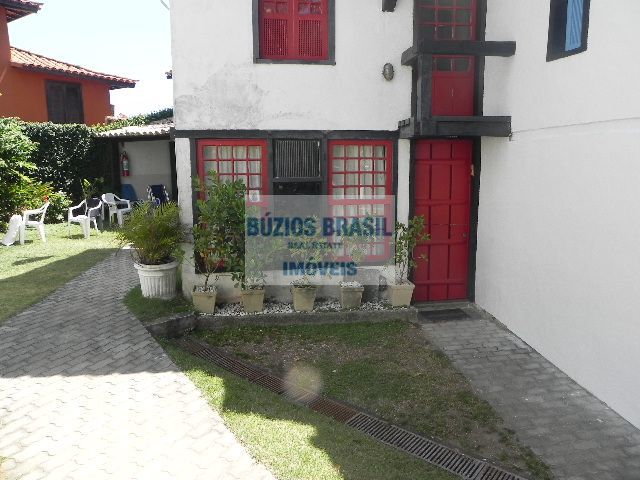 BÚZIOS BRASIL
REAL ESTATE
IMÓVEIS